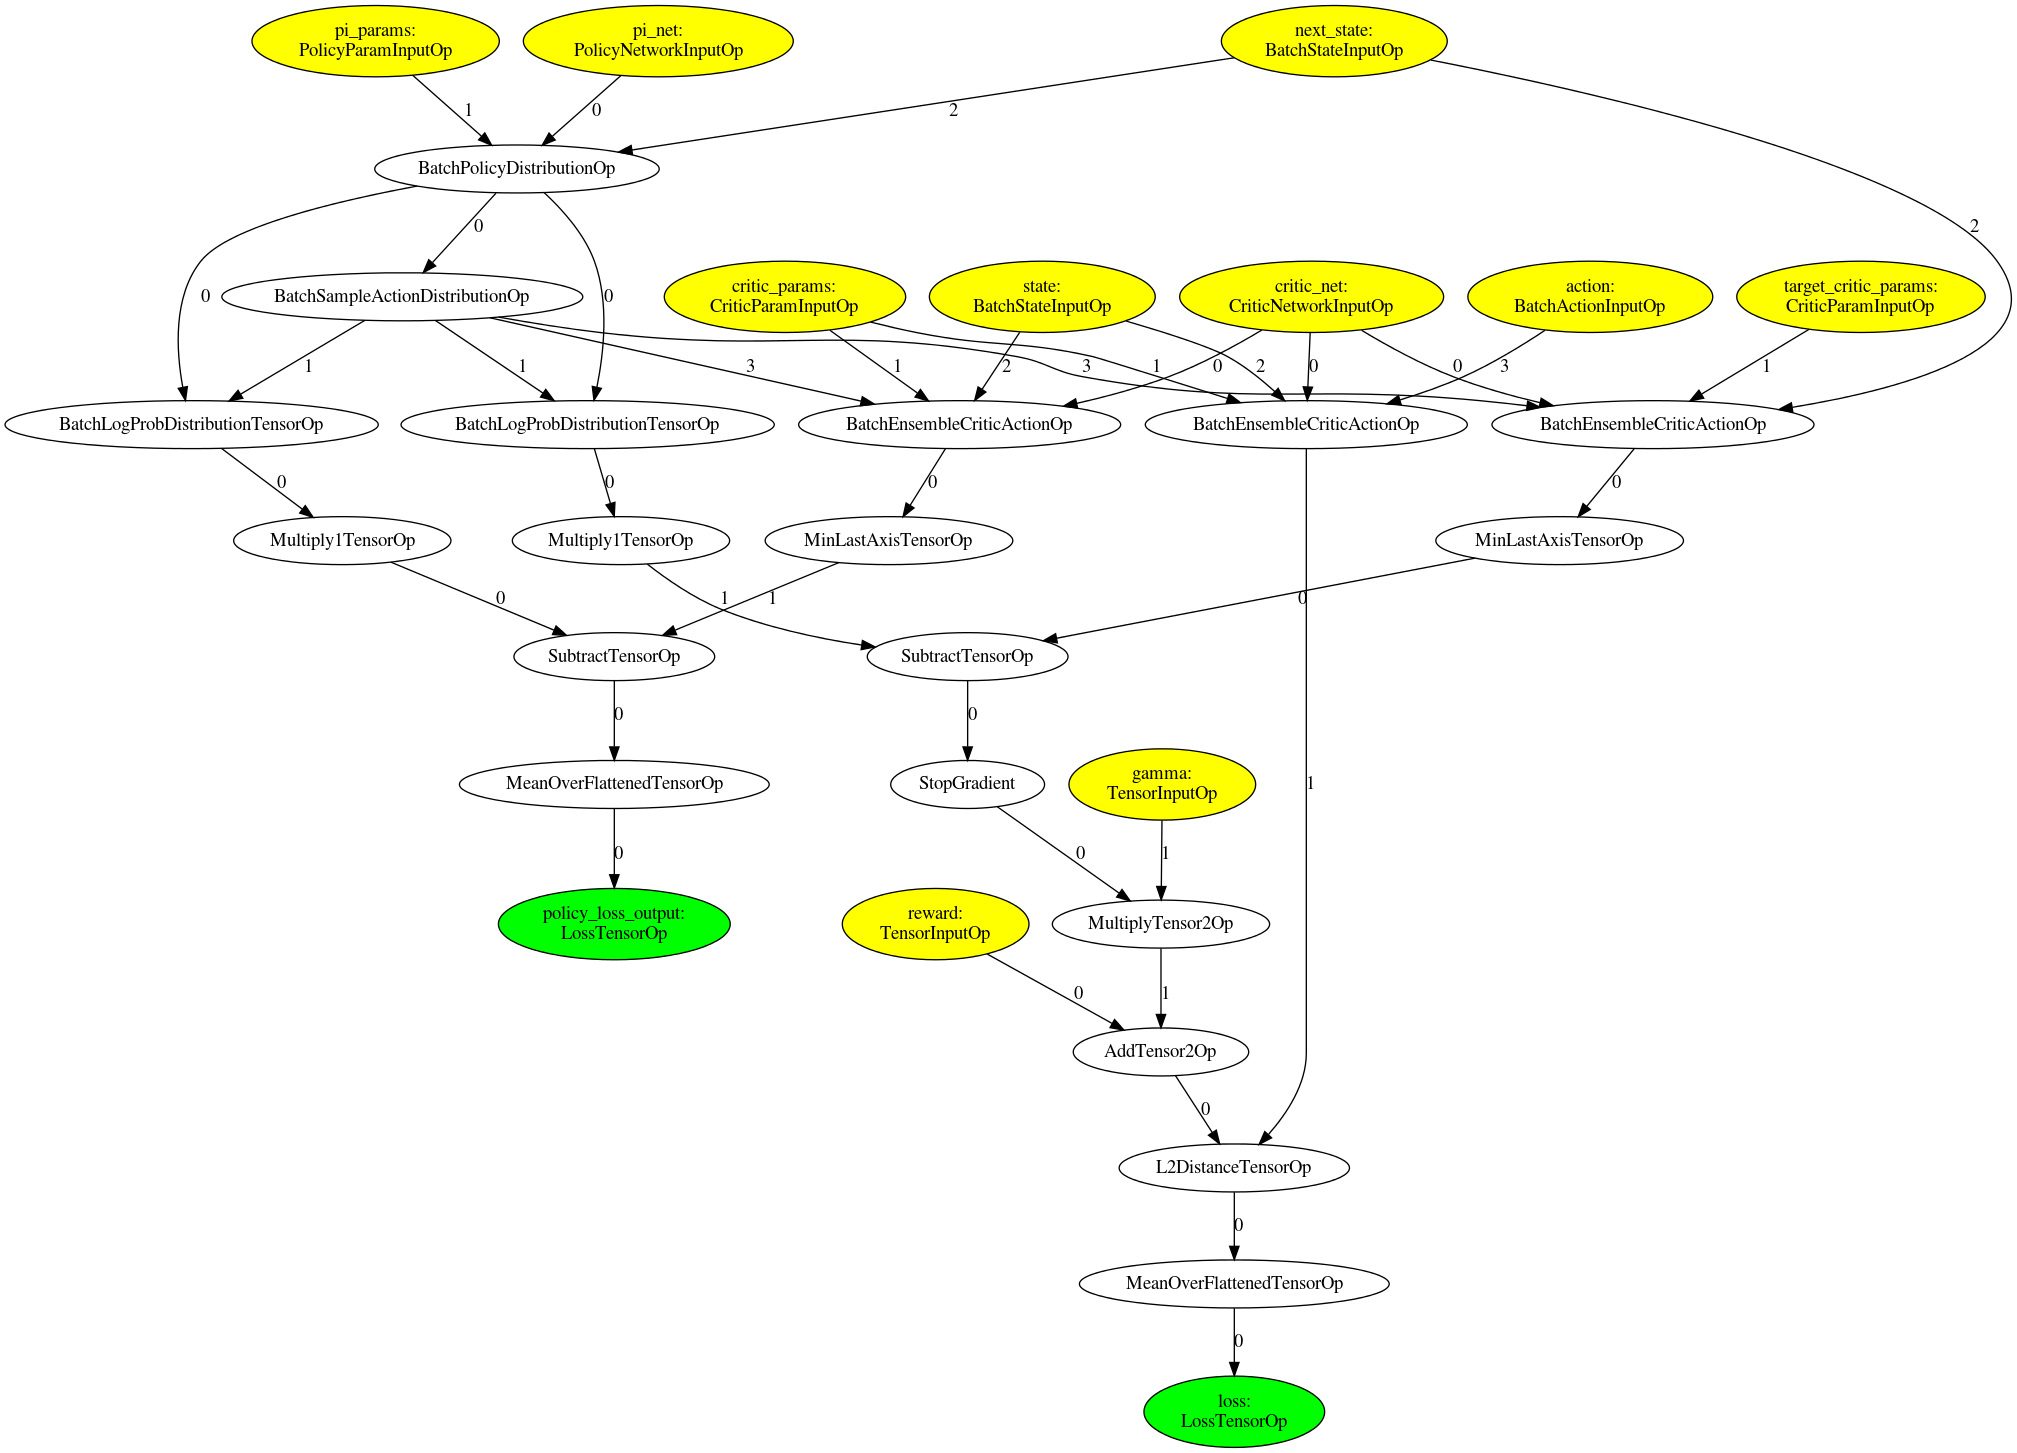 pi_params:
PolicyParamInputOp
pi_net:
PolicyNetworkInputOp
next_state:
BatchStateInputOp
1
0
2
BatchPolicyDistributionOp
0
2
BatchSampleActionDistributionOp
0
0
critic_params:
CriticParamInputOp
state:
BatchStateInputOp
critic_net:
CriticNetworkInputOp
action:
BatchActionInputOp
target_critic_params:
CriticParamInputOp
1
1
3
1
2
0
3
1
2
0
0
3
1
BatchLogProbDistributionTensorOp
BatchLogProbDistributionTensorOp
BatchEnsembleCriticActionOp
BatchEnsembleCriticActionOp
BatchEnsembleCriticActionOp
0
0
0
0
Multiply1TensorOp
Multiply1TensorOp
MinLastAxisTensorOp
MinLastAxisTensorOp
0
1
1
0
SubtractTensorOp
SubtractTensorOp
0
0
MeanOverFlattenedTensorOp
StopGradient
gamma:
TensorInputOp
1
0
0
1
policy_loss_output:
LossTensorOp
reward:
TensorInputOp
MultiplyTensor2Op
0
1
AddTensor2Op
0
L2DistanceTensorOp
0
MeanOverFlattenedTensorOp
0
loss:
LossTensorOp